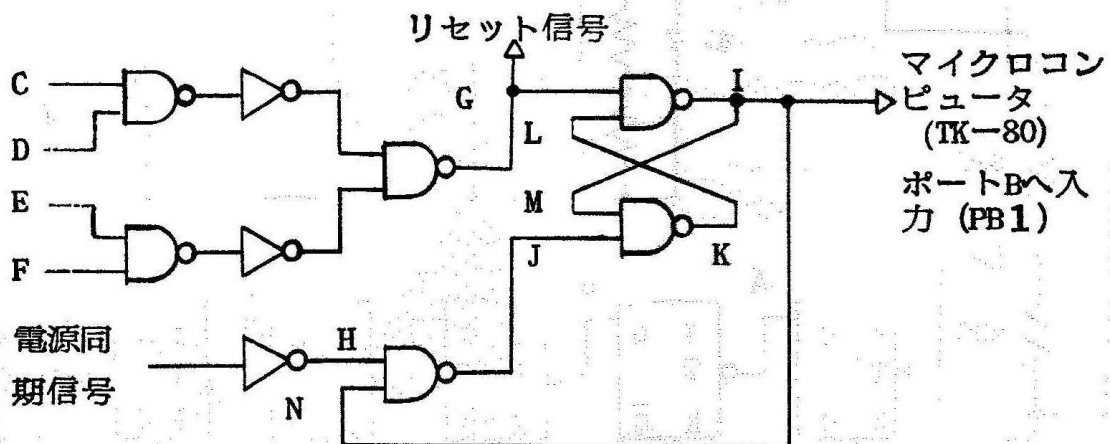 リセット信号
C
D
E
F
G
L
M
J
I
K
マイクロコン
ピュータ
(TK-80)
ポートBへ入
力 (PB1)
電源同
期信号
H
N